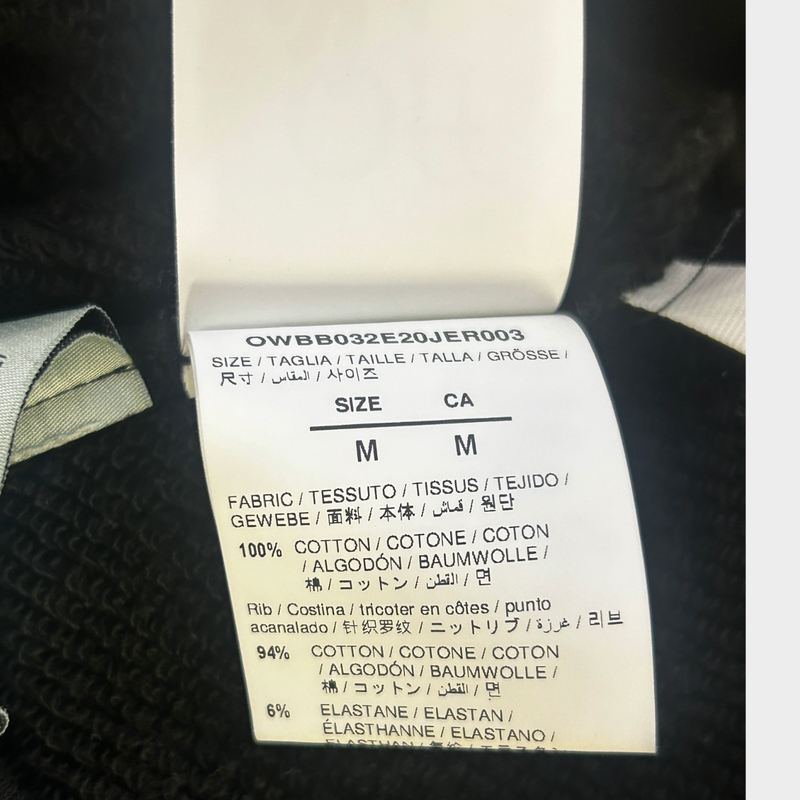 OWBB032E20JER003
SIZE / TAGLIA / TAILLE / TALLA / GRÖSSE /
尺寸 / المقاس / 사이즈
SIZE CA
M M
FABRIC / TESSUTO / TISSUS / TEJIDO /
GEWEBE / 面料 / 本体 / قماش / 원단
100% COTTON / COTONE / COTON
/ ALGODÓN / BAUMWOLLE /
棉 / コットン / القطن / 면
Rib / Costina / tricoter en côtes / punto
acanalado / 针织罗纹 / ニットリブ / غرزة / 리브
94% COTTON / COTONE / COTON
/ ALGODÓN / BAUMWOLLE /
棉 / コットン / القطن / 면
6% ELASTANE / ELASTAN /
ÉLASTHANNE / ELASTANO /